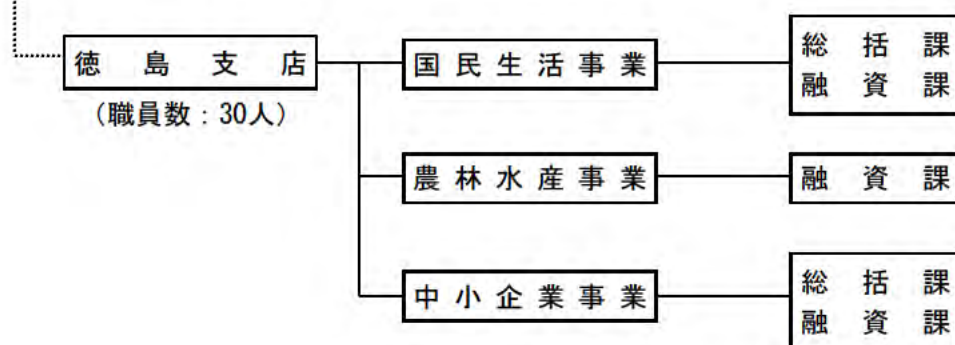 徳島支店
(職員数:30人)
国民生活事業
総括課
融資課
農林水産事業
融資課
中小企業事業
総括課
融資課